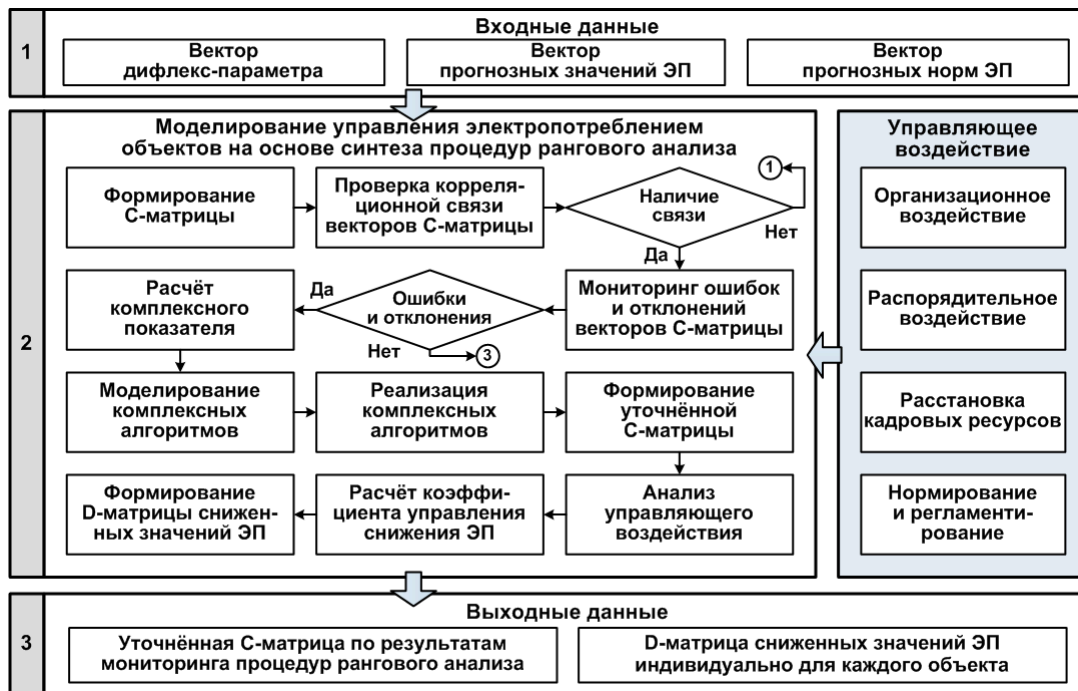 1
Входные данные
Вектор
дифлекс-параметра
Вектор
прогнозных значений ЭП
Вектор
прогнозных норм ЭП
2
Моделирование управления электропотреблением
объектов на основе синтеза процедур рангового анализа
Формирование
С-матрицы
Проверка корреля-
ционной связи
векторов С-матрицы
Наличие
связи
1
Нет
Да
Мониторинг ошибок
и отклонений
векторов С-матрицы
Ошибки
и отклонения
Да
Нет
3
Расчёт
комплексного
показателя
Моделирование
комплексных
алгоритмов
Реализация
комплексных
алгоритмов
Формирование
уточнённой
С-матрицы
Анализ
управляющего
воздействия
Расчёт коэффи-
циента управления
снижения ЭП
Формирование
D-матрицы снижен-
ных значений ЭП
Управляющее
воздействие
Организационное
воздействие
Распорядительное
воздействие
Расстановка
кадровых ресурсов
Нормирование
и регламенти-
рование
3
Выходные данные
Уточнённая С-матрица по результатам
мониторинга процедур рангового анализа
D-матрица сниженных значений ЭП
индивидуально для каждого объекта